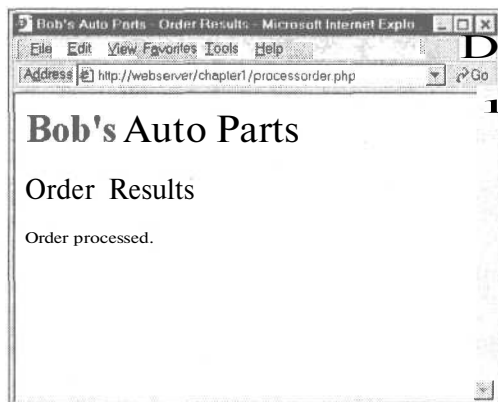 Bob's Auto Parts - Order Results - Microsoft Internet Explo
File Edit View Favorites Tools Help
D
Address http://webserver/chapter1/processorder.php Go
1
Bob's Auto Parts
Order Results
Order processed.